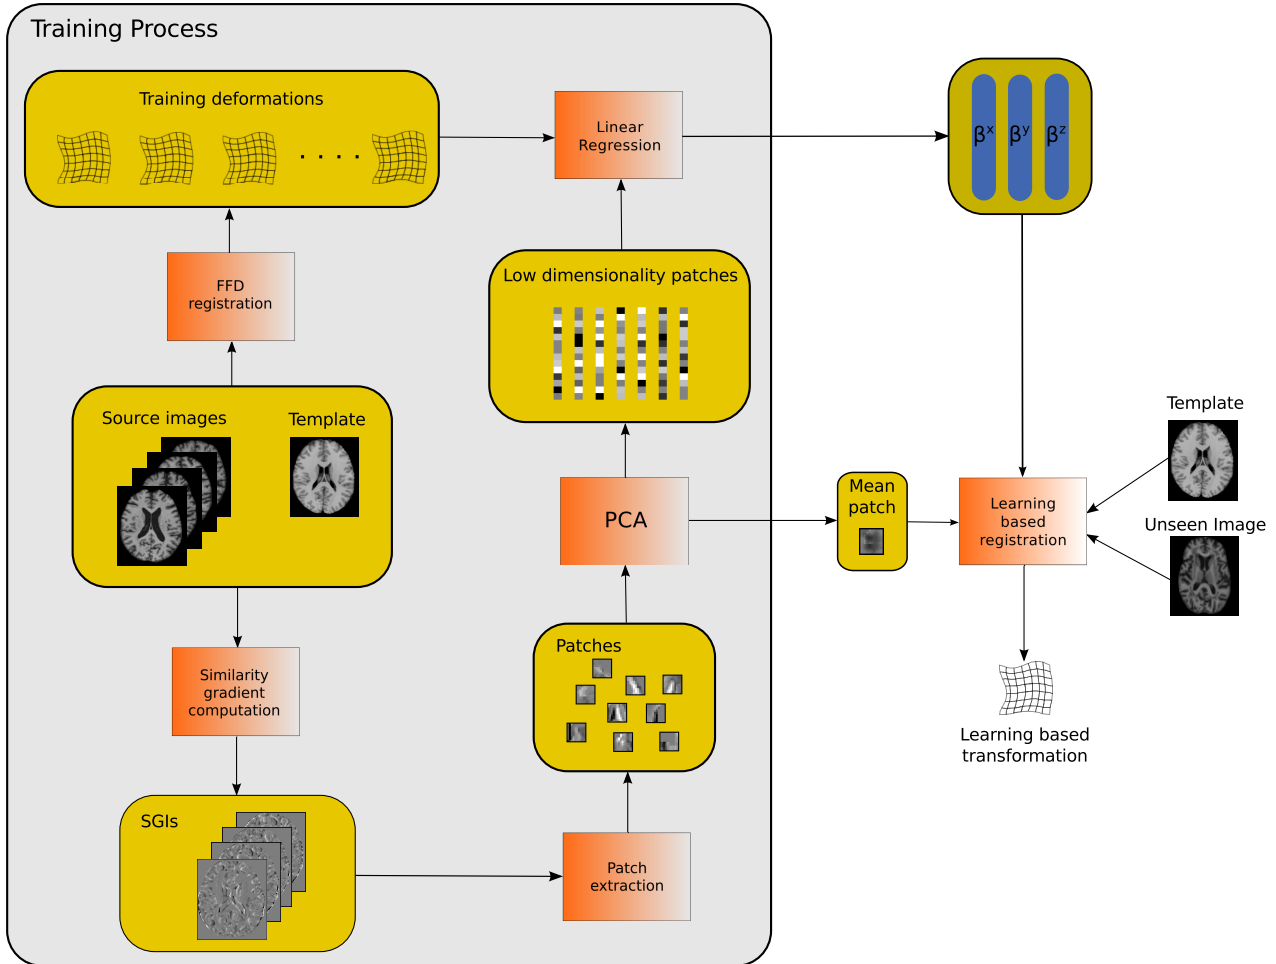 Training Process
Training deformations
. . . .
Linear
Regression
βˣ
βʸ
βᶻ
FFD
registration
Low dimensionality patches
Source images
Template
PCA
Mean
patch
Learning
based
registration
Template
Unseen Image
Similarity
gradient
computation
Patches
Learning based
transformation
SGIs
Patch
extraction